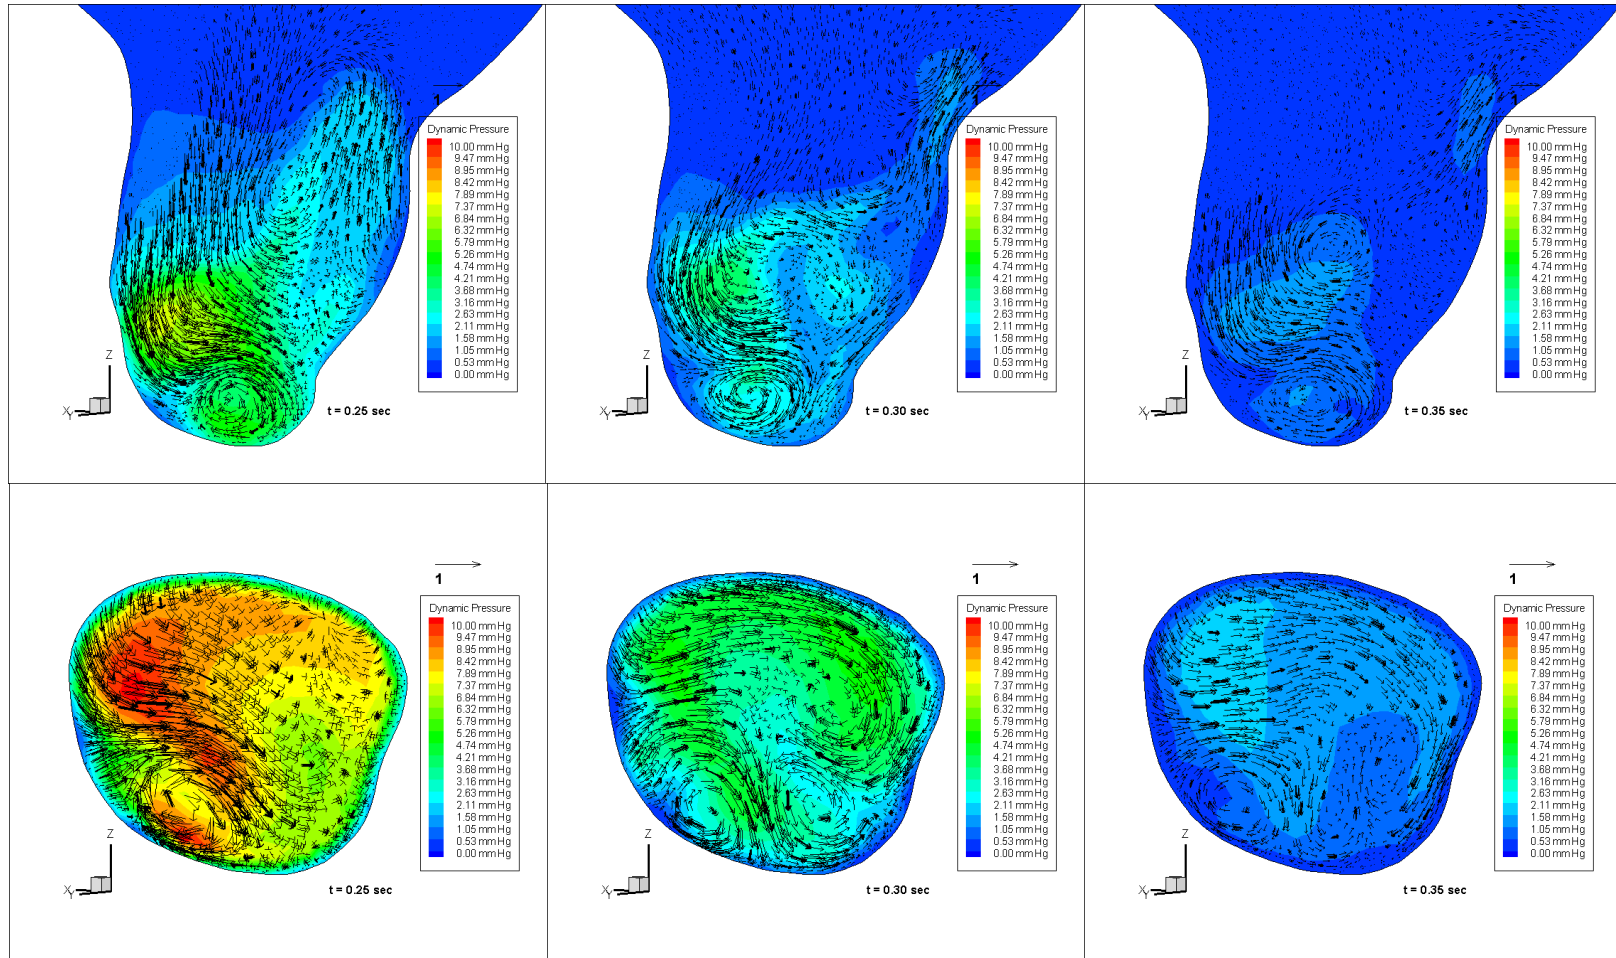 1
Dynamic Pressure
10.00 mmHg
9.47 mmHg
8.95 mmHg
8.42 mmHg
7.89 mmHg
7.37 mmHg
6.84 mmHg
6.32 mmHg
5.79 mmHg
5.26 mmHg
4.74 mmHg
4.21 mmHg
3.68 mmHg
3.16 mmHg
2.63 mmHg
2.11 mmHg
1.58 mmHg
1.05 mmHg
0.53 mmHg
0.00 mmHg
Z
X
Y
t = 0.25 sec
1
Dynamic Pressure
10.00 mmHg
9.47 mmHg
8.95 mmHg
8.42 mmHg
7.89 mmHg
7.37 mmHg
6.84 mmHg
6.32 mmHg
5.79 mmHg
5.26 mmHg
4.74 mmHg
4.21 mmHg
3.68 mmHg
3.16 mmHg
2.63 mmHg
2.11 mmHg
1.58 mmHg
1.05 mmHg
0.53 mmHg
0.00 mmHg
Z
X
Y
t = 0.30 sec
1
Dynamic Pressure
10.00 mmHg
9.47 mmHg
8.95 mmHg
8.42 mmHg
7.89 mmHg
7.37 mmHg
6.84 mmHg
6.32 mmHg
5.79 mmHg
5.26 mmHg
4.74 mmHg
4.21 mmHg
3.68 mmHg
3.16 mmHg
2.63 mmHg
2.11 mmHg
1.58 mmHg
1.05 mmHg
0.53 mmHg
0.00 mmHg
Z
X
Y
t = 0.35 sec
1
Dynamic Pressure
10.00 mmHg
9.47 mmHg
8.95 mmHg
8.42 mmHg
7.89 mmHg
7.37 mmHg
6.84 mmHg
6.32 mmHg
5.79 mmHg
5.26 mmHg
4.74 mmHg
4.21 mmHg
3.68 mmHg
3.16 mmHg
2.63 mmHg
2.11 mmHg
1.58 mmHg
1.05 mmHg
0.53 mmHg
0.00 mmHg
Z
X
Y
t = 0.25 sec
1
Dynamic Pressure
10.00 mmHg
9.47 mmHg
8.95 mmHg
8.42 mmHg
7.89 mmHg
7.37 mmHg
6.84 mmHg
6.32 mmHg
5.79 mmHg
5.26 mmHg
4.74 mmHg
4.21 mmHg
3.68 mmHg
3.16 mmHg
2.63 mmHg
2.11 mmHg
1.58 mmHg
1.05 mmHg
0.53 mmHg
0.00 mmHg
Z
X
Y
t = 0.30 sec
1
Dynamic Pressure
10.00 mmHg
9.47 mmHg
8.95 mmHg
8.42 mmHg
7.89 mmHg
7.37 mmHg
6.84 mmHg
6.32 mmHg
5.79 mmHg
5.26 mmHg
4.74 mmHg
4.21 mmHg
3.68 mmHg
3.16 mmHg
2.63 mmHg
2.11 mmHg
1.58 mmHg
1.05 mmHg
0.53 mmHg
0.00 mmHg
Z
X
Y
t = 0.35 sec